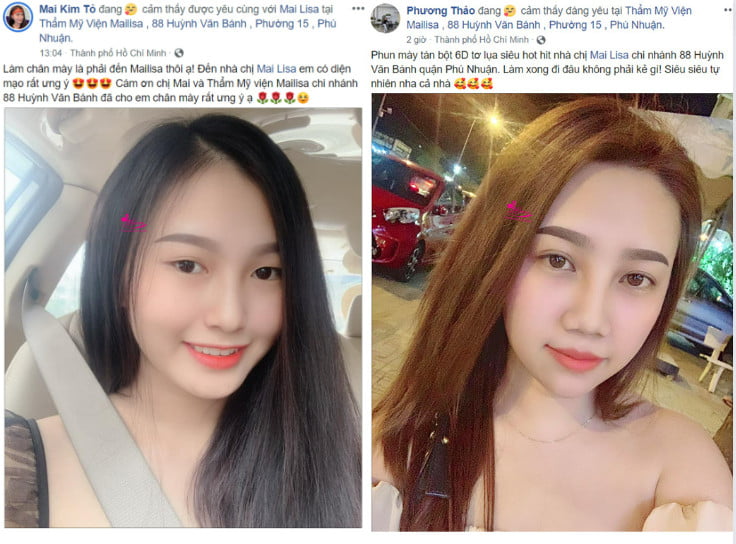 Mai Kim Tỏ đang 🥰 cảm thấy được yêu cùng với Mai Lisa tại
Thẩm Mỹ Viện Mailisa , 88 Huỳnh Văn Bánh , Phường 15 , Phú
Nhuận.
13:04 · Thành phố Hồ Chí Minh ·
Làm chân mày là phải đến Mailisa thôi ạ! Đến nhà chị Mai Lisa em có diện
mạo rất ưng ý 🤩🤩🤩 Cám ơn chị Mai và Thẩm Mỹ viện Mailisa chi nhánh
88 Huỳnh Văn Bánh đã cho em chân mày rất ưng ý ạ 🌹🌹🌹🥰
Phương Thảo đang 🥰 cảm thấy đáng yêu tại Thẩm Mỹ Viện
Mailisa , 88 Huỳnh Văn Bánh , Phường 15 , Phú Nhuận.
2 giờ · Thành phố Hồ Chí Minh ·
Phun mày tán bột 6D tơ lụa siêu hot hit nhà chị Mai Lisa chi nhánh 88 Huỳnh
Văn Bánh quận Phú Nhuận. Làm xong đi đâu không phải kẻ gì! Siêu siêu tự
nhiên nha cả nhà 🥰🥰🥰